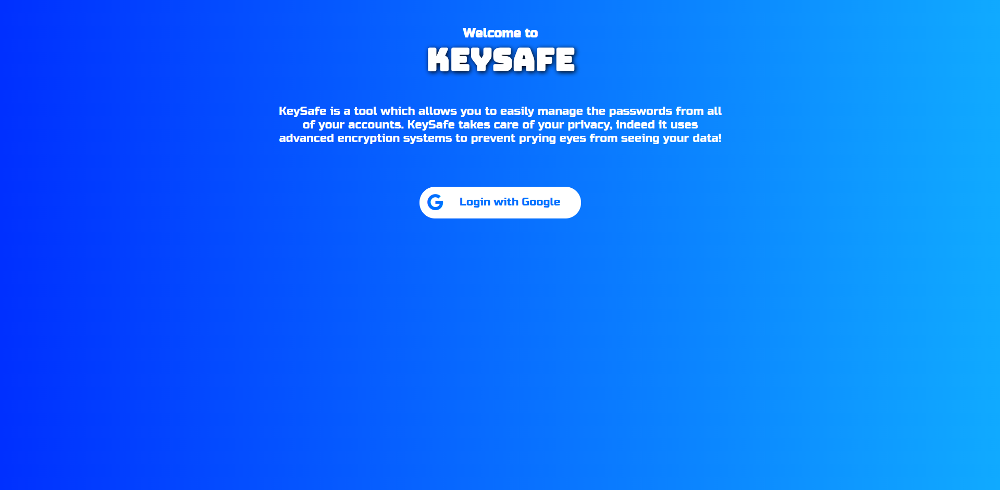 Welcome to
KEYSAFE
KeySafe is a tool which allows you to easily manage the passwords from all
of your accounts. KeySafe takes care of your privacy, indeed it uses
advanced encryption systems to prevent prying eyes from seeing your data!
Login with Google